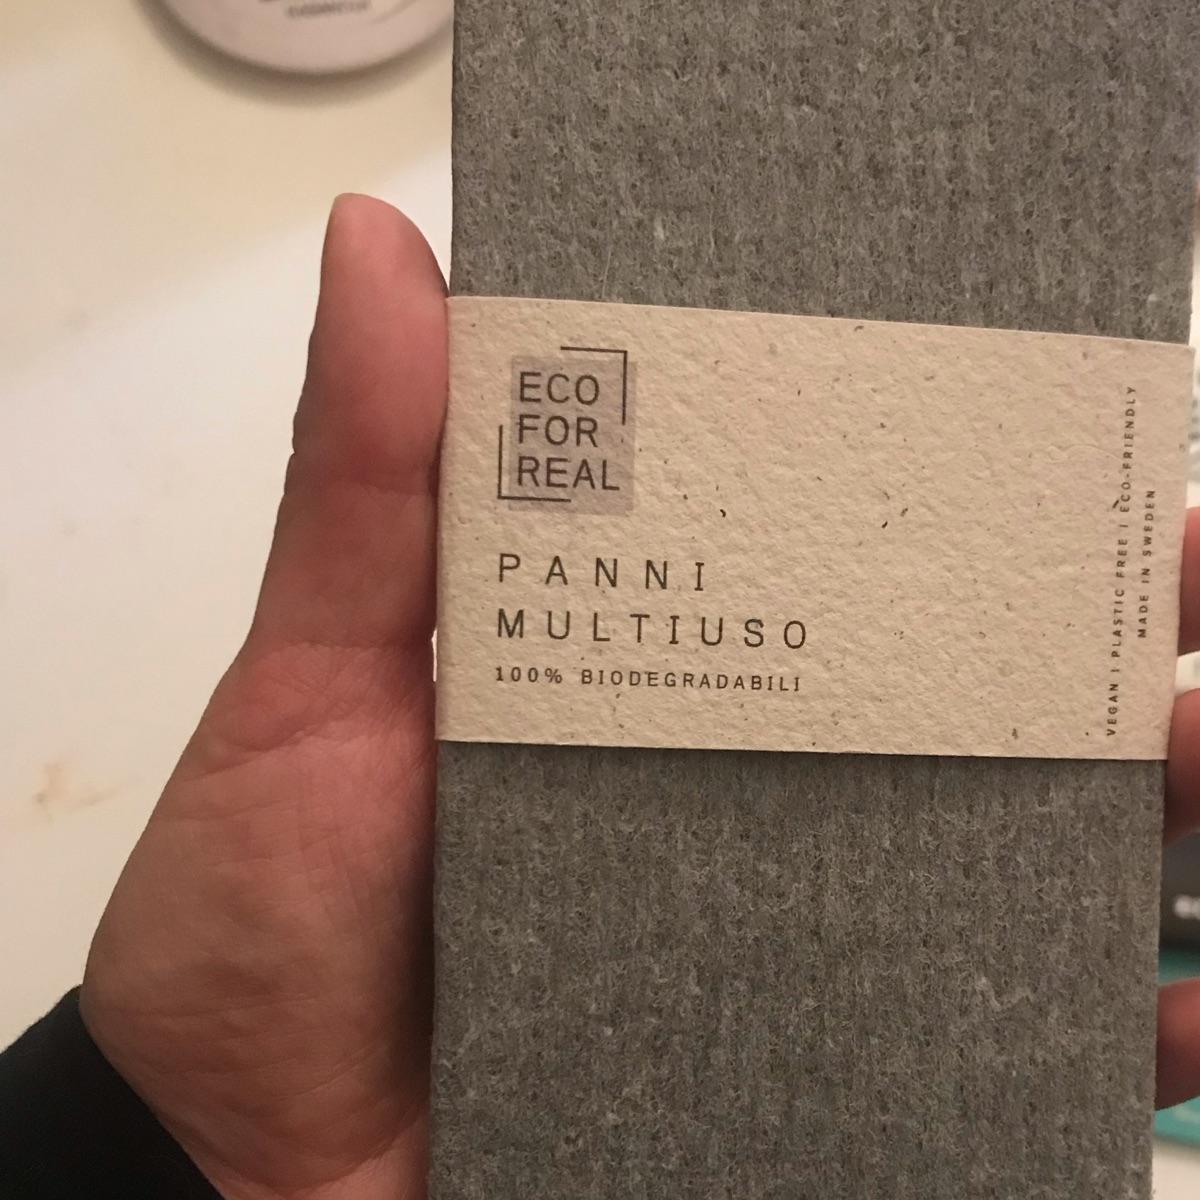 ECO
FOR
REAL
PANNI
MULTIUSO
100% BIODEGRADABILI
VEGAN | PLASTIC FREE | ECO-FRIENDLY
MADE IN SWEDEN